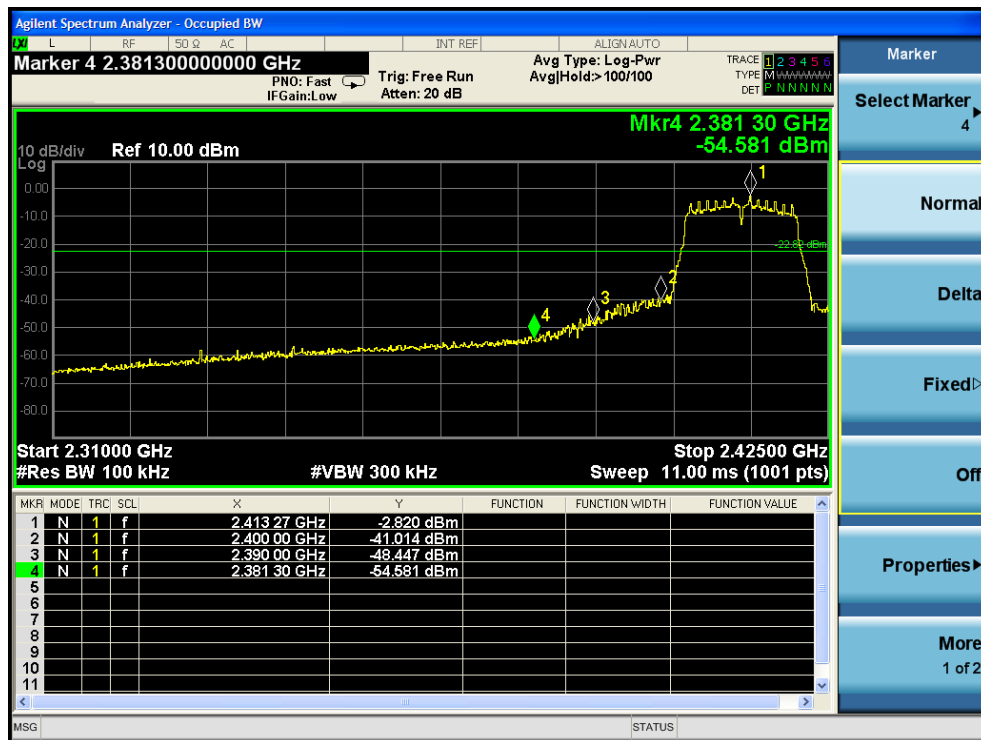 Agilent Spectrum Analyzer - Occupied BW
LXI L RF 50 Ω AC INT REF ALIGNAUTO
Marker 4 2.381300000000 GHz
PNO: Fast
IFGain:Low
Trig: Free Run
Atten: 20 dB
Avg Type: Log-Pwr
Avg|Hold:>100/100
TRACE 1 2 3 4 5 6
TYPE M
DET P N N N N N
Mkr4 2.381 30 GHz
-54.581 dBm
10 dB/div Ref 10.00 dBm
Log
0.00
-10.0
-20.0
-30.0
-40.0
-50.0
-60.0
-70.0
-80.0
1
2
3
4
-22.82 dBm
Start 2.31000 GHz Stop 2.42500 GHz
#Res BW 100 kHz #VBW 300 kHz Sweep 11.00 ms (1001 pts)
MKR MODE TRC SCL X Y FUNCTION FUNCTION WIDTH FUNCTION VALUE
1 N 1 f 2.413 27 GHz -2.820 dBm
2 N 1 f 2.400 00 GHz -41.014 dBm
3 N 1 f 2.390 00 GHz -48.447 dBm
4 N 1 f 2.381 30 GHz -54.581 dBm
5
6
7
8
9
10
11
MSG STATUS
Marker
Select Marker
4
Normal
Delta
Fixed
Off
Properties
More
1 of 2